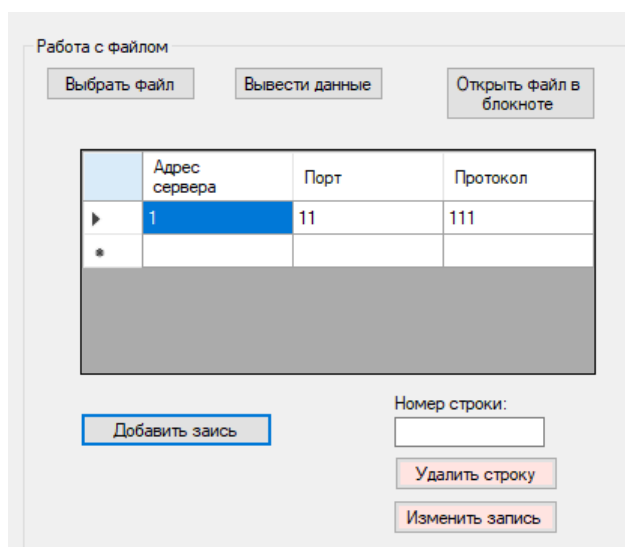 Работа с файлом
Выбрать файл
Вывести данные
Открыть файл в
блокноте
Адрес
сервера
Порт
Протокол
1
11
111
Номер строки:
Добавить заись
Удалить строку
Изменить запись